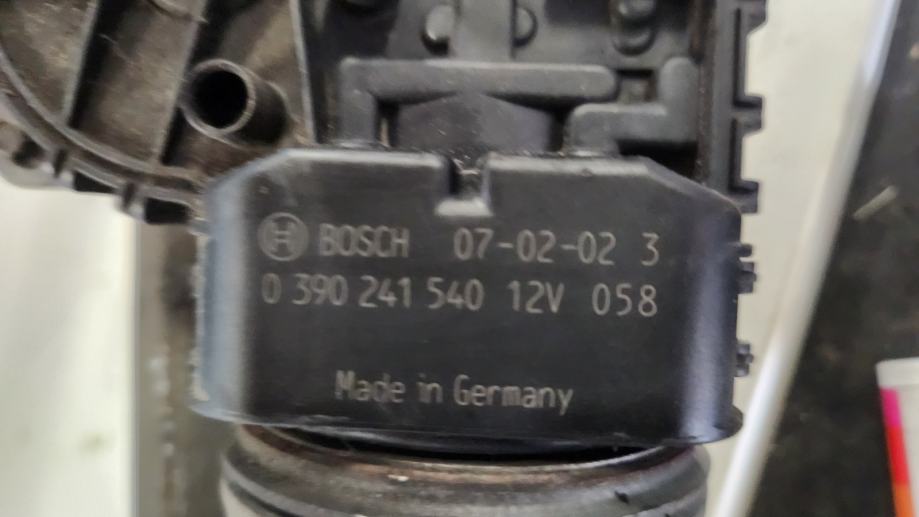 BOSCH 07-02-02 3
0 390 241 540 12V 058
Made in Germany